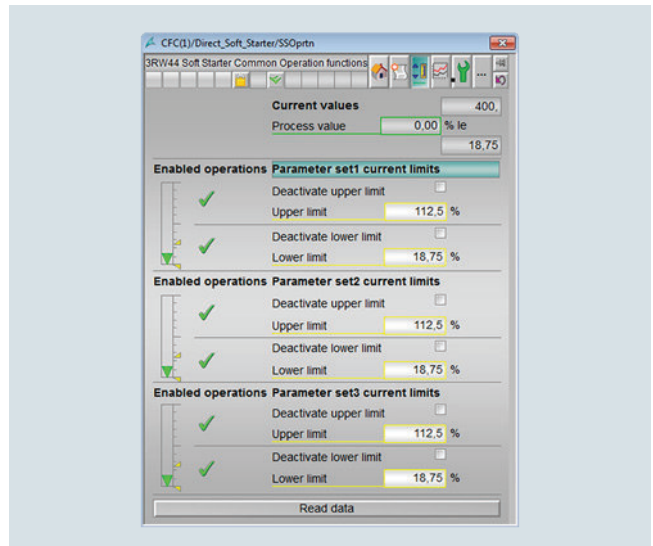 CFC(1)/Direct_Soft_Starter/SSOprtn
3RW44 Soft Starter Common Operation functions
...
Current values 400,
Process value 0,00 % Ie
18,75
Enabled operations Parameter set1 current limits
Deactivate upper limit
Upper limit 112,5 %
Deactivate lower limit
Lower limit 18,75 %
Enabled operations Parameter set2 current limits
Deactivate upper limit
Upper limit 112,5 %
Deactivate lower limit
Lower limit 18,75 %
Enabled operations Parameter set3 current limits
Deactivate upper limit
Upper limit 112,5 %
Deactivate lower limit
Lower limit 18,75 %
Read data